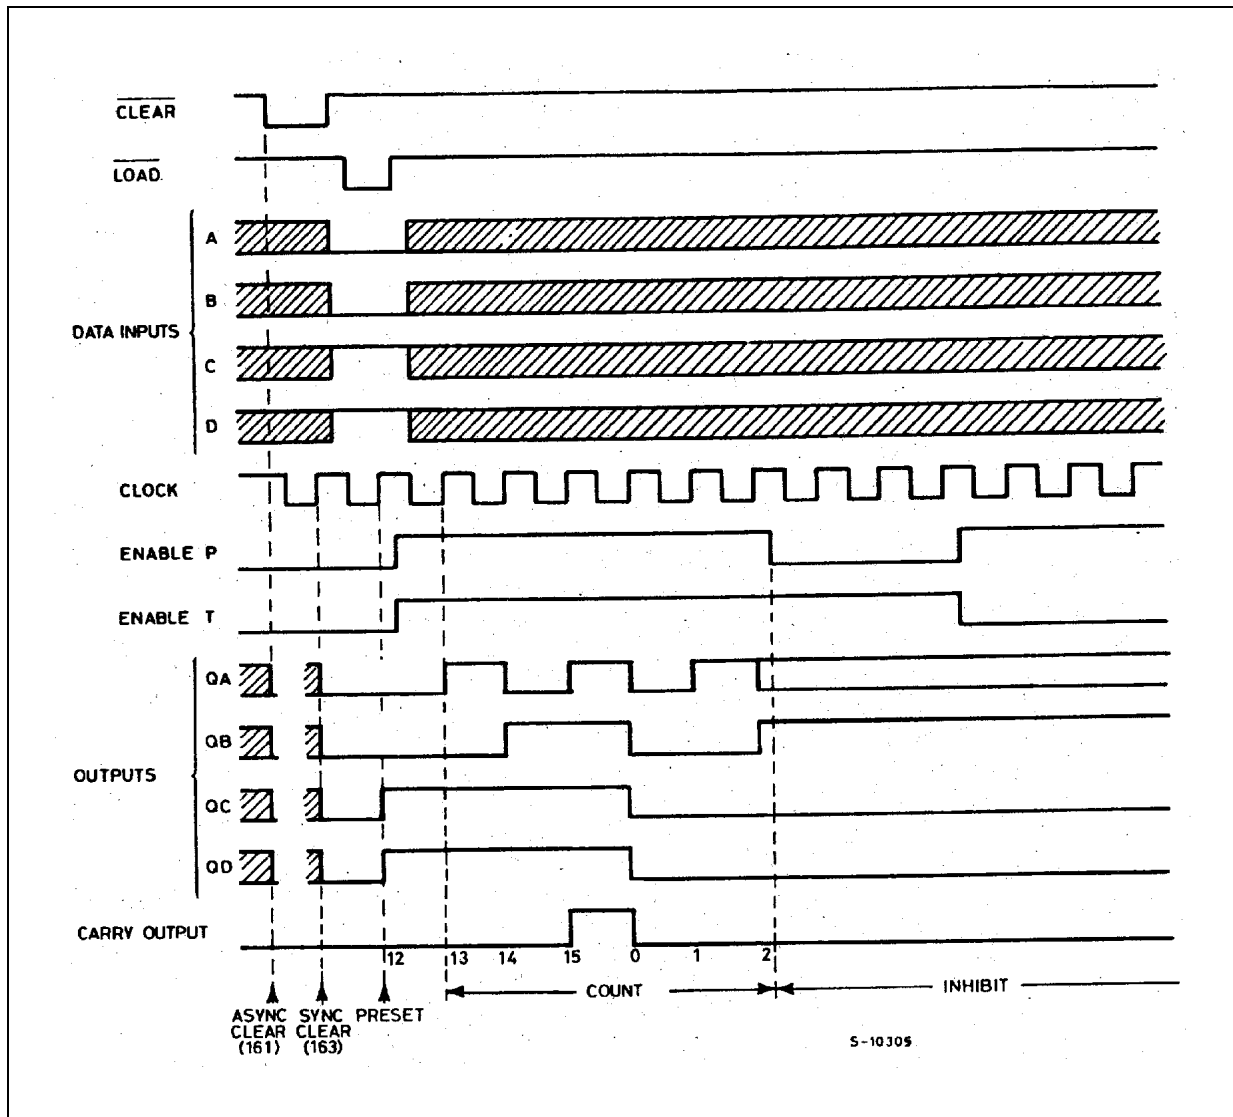 CLEAR
LOAD
A
B
DATA INPUTS
C
D
CLOCK
ENABLE P
ENABLE T
QA
QB
OUTPUTS
QC
QD
CARRY OUTPUT
12 13 14 15 0 1 2
COUNT INHIBIT
ASYNC SYNC PRESET
CLEAR CLEAR
(161) (163)
S-10305